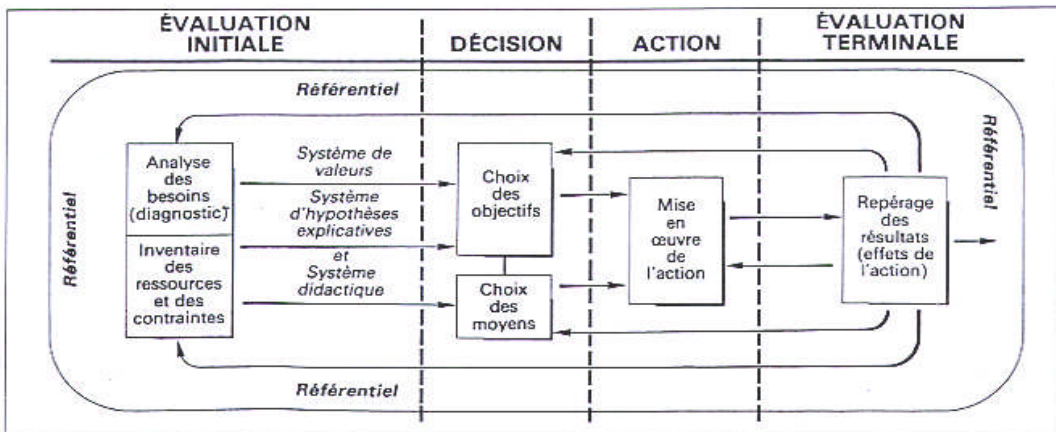 ÉVALUATION
INITIALE
DÉCISION
ACTION
ÉVALUATION
TERMINALE
Référentiel
Référentiel
Analyse
des
besoins
(diagnostic)
Inventaire
des
ressources
et des
contraintes
Système de
valeurs
Système
d'hypothèses
explicatives
et
Système
didactique
Choix
des
objectifs
Choix
des
moyens
Mise
en
œuvre
de
l'action
Repérage
des
résultats
(effets de
l'action)
Référentiel
Référentiel